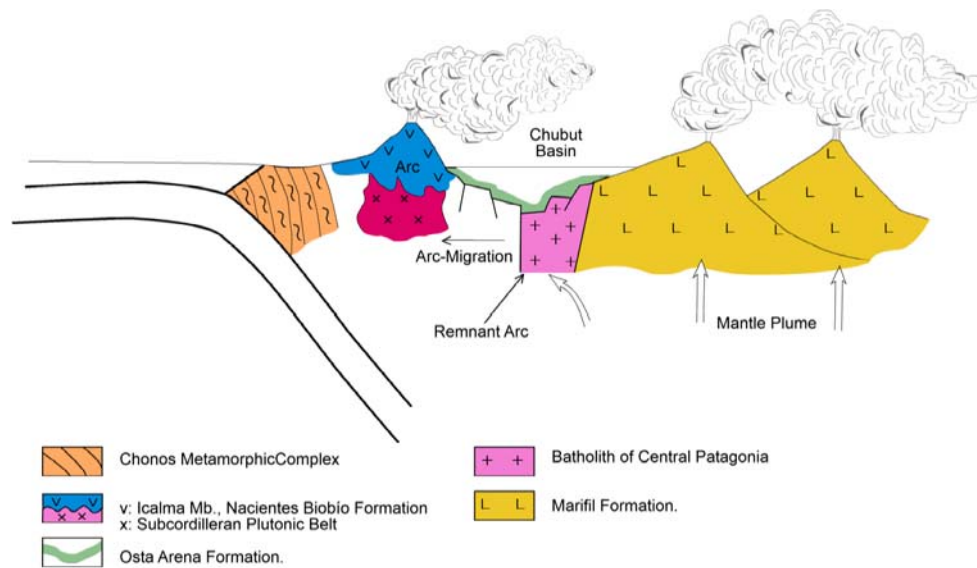 Chubut
Basin
Arc
Arc-Migration
Remnant Arc
Mantle Plume
Chonos MetamorphicComplex
v: Icalma Mb., Nacientes Biobío Formation
x: Subcordilleran Plutonic Belt
Osta Arena Formation.
Batholith of Central Patagonia
Marifil Formation.